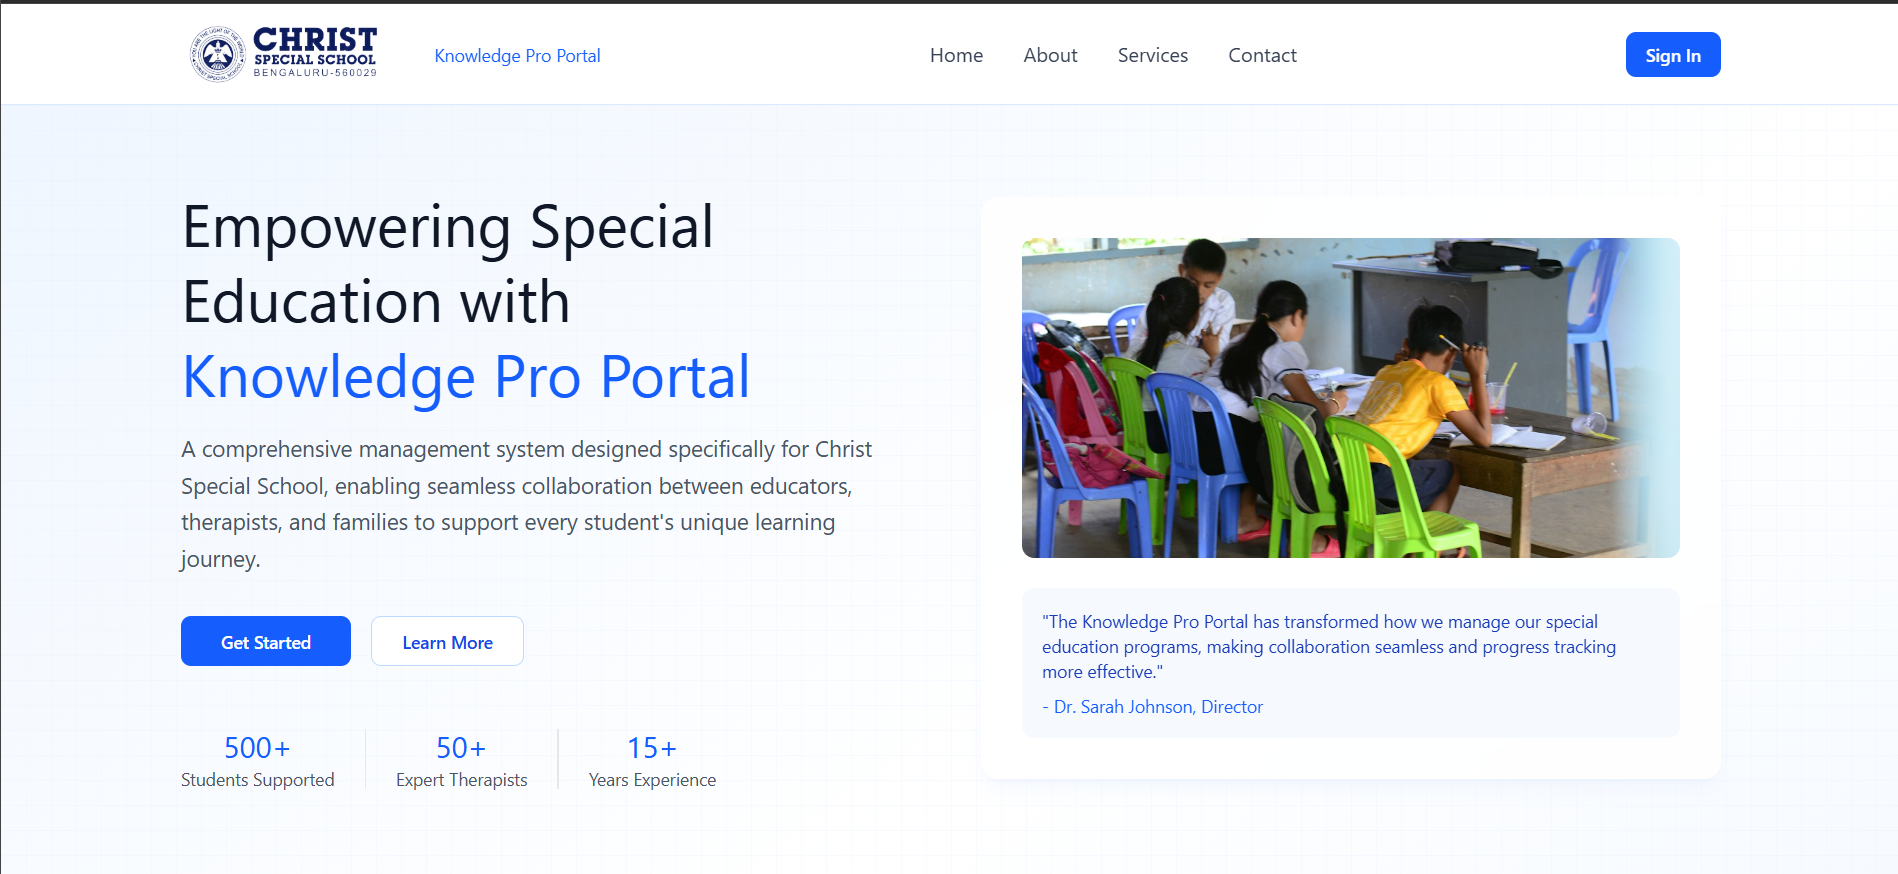 CHRIST
SPECIAL SCHOOL
BENGALURU-560029
Knowledge Pro Portal
Home
About
Services
Contact
Sign In
Empowering Special
Education with
Knowledge Pro Portal
A comprehensive management system designed specifically for Christ
Special School, enabling seamless collaboration between educators,
therapists, and families to support every student's unique learning
journey.
Get Started
Learn More
500+
Students Supported
50+
Expert Therapists
15+
Years Experience
"The Knowledge Pro Portal has transformed how we manage our special
education programs, making collaboration seamless and progress tracking
more effective."
- Dr. Sarah Johnson, Director